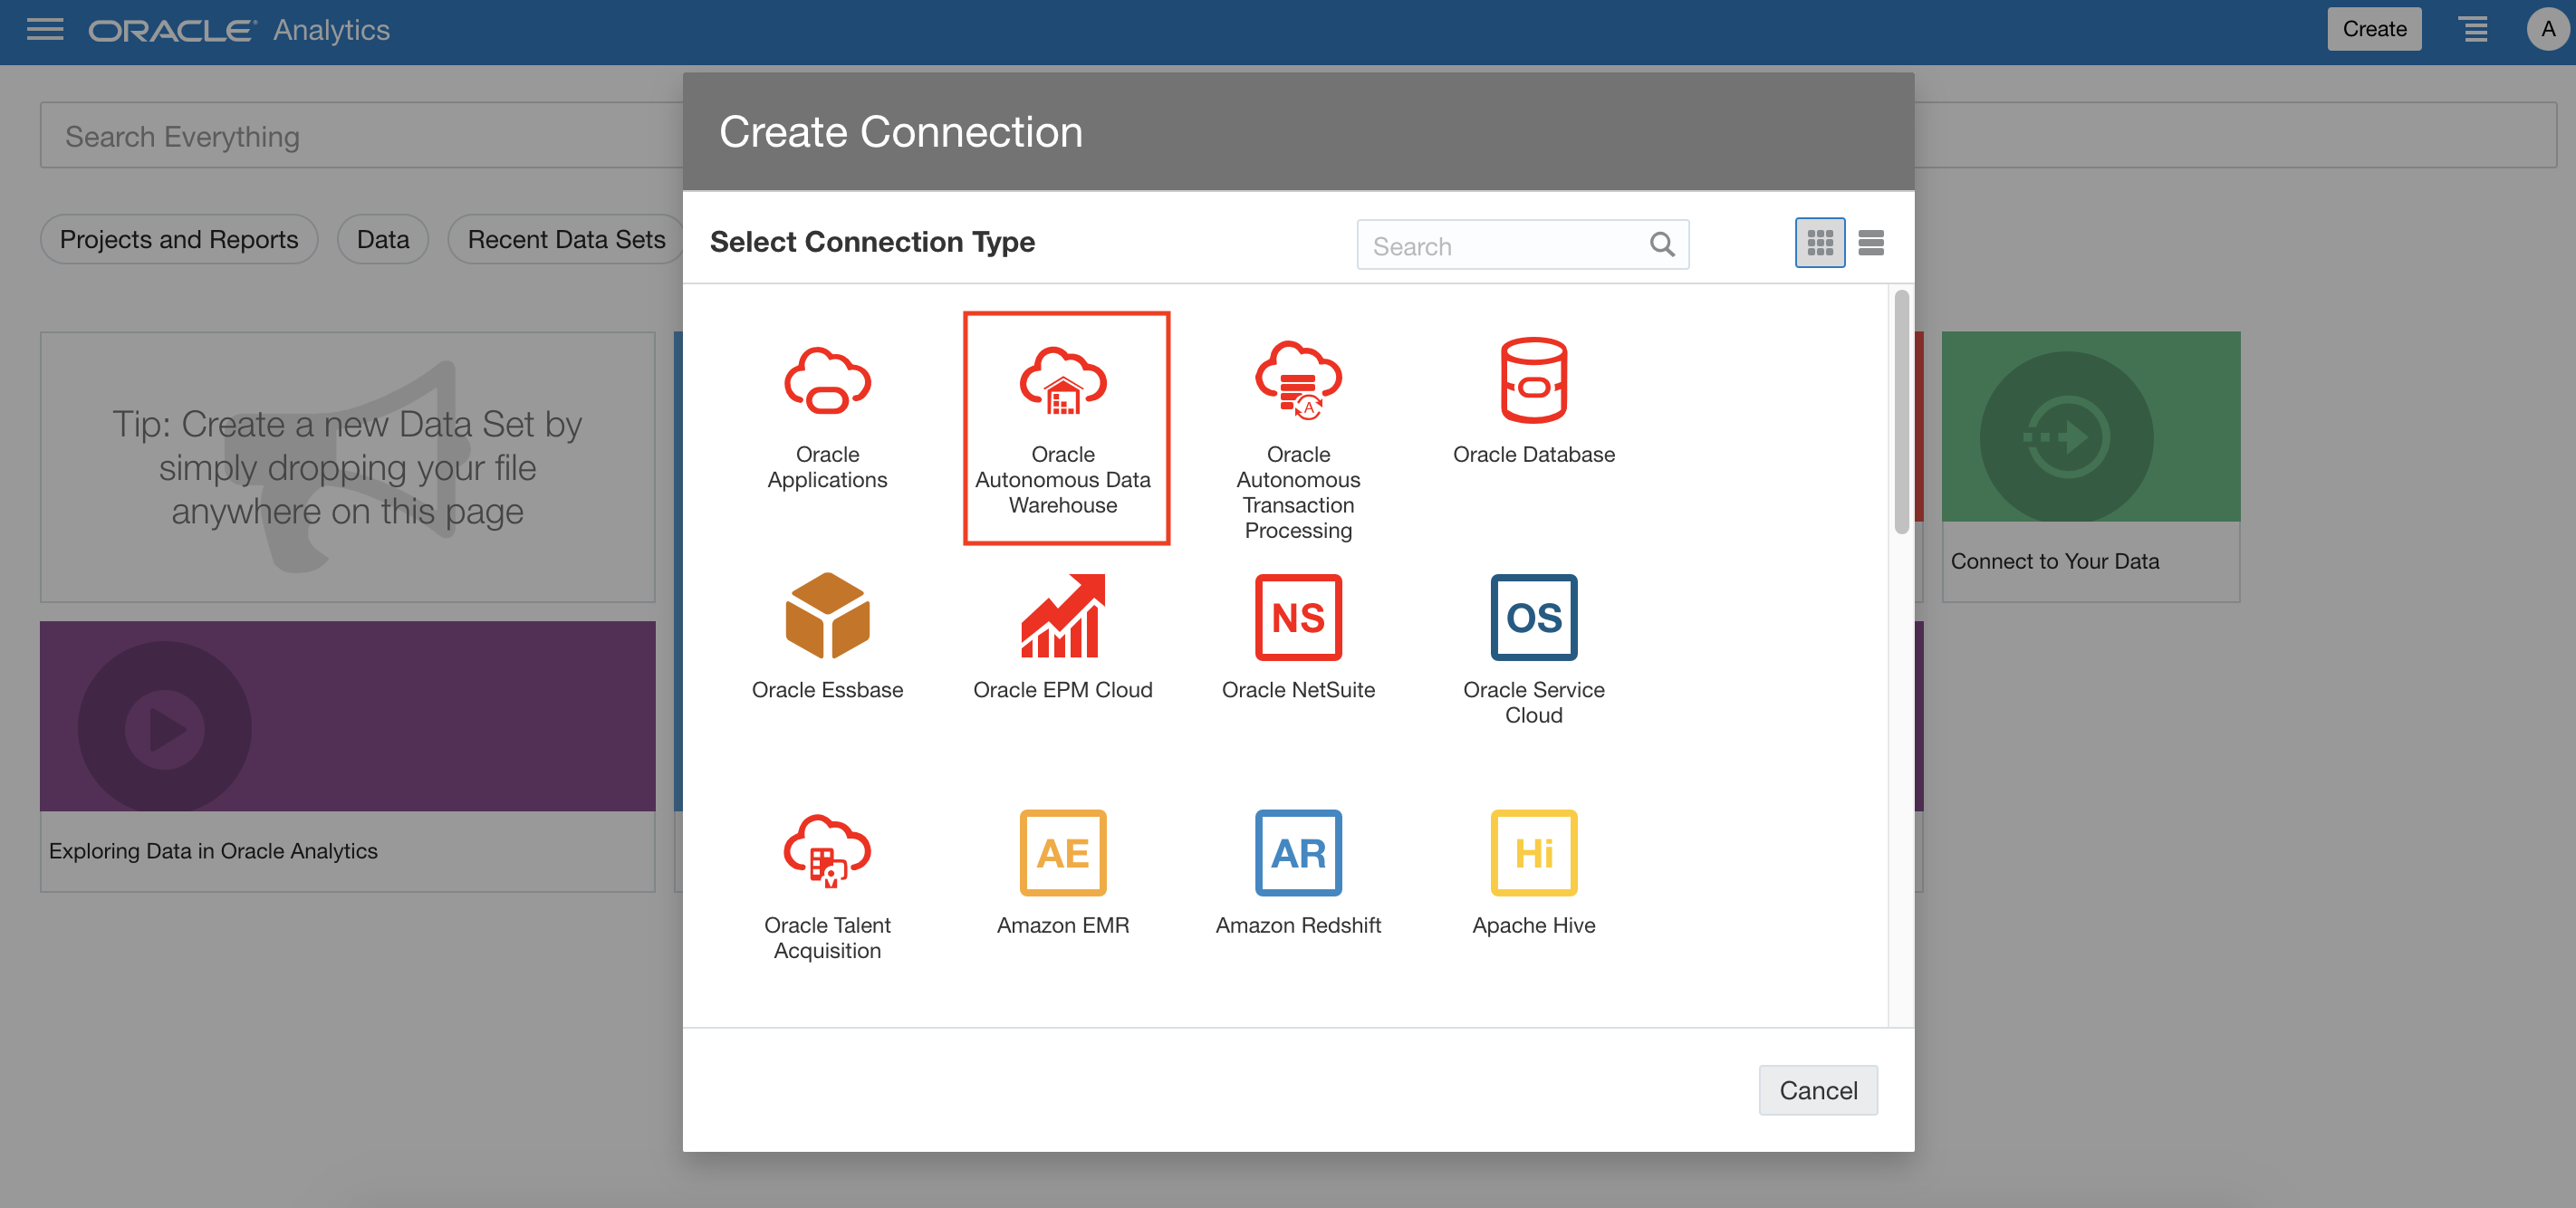 ORACLE Analytics
Create
A
Search Everything
Projects and Reports
Data
Recent Data Sets
Tip: Create a new Data Set by
simply dropping your file
anywhere on this page
Connect to Your Data
Exploring Data in Oracle Analytics
Create Connection
Select Connection Type
Search
Oracle
Applications
Oracle
Autonomous Data
Warehouse
A
Oracle
Autonomous
Transaction
Processing
Oracle Database
Oracle Essbase
Oracle EPM Cloud
NS
Oracle NetSuite
OS
Oracle Service
Cloud
Oracle Talent
Acquisition
AE
Amazon EMR
AR
Amazon Redshift
Hi
Apache Hive
Cancel